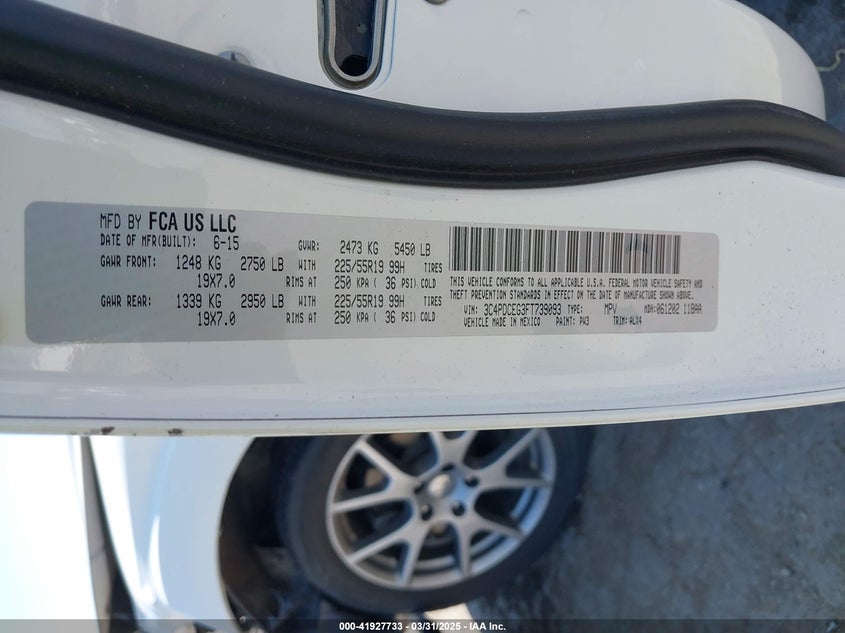 MFD BY FCA US LLC
DATE OF MFR(BUILT): 6-15 GVWR: 2473 KG 5450 LB
GAWR FRONT: 1248 KG 2750 LB WITH 225/55R19 99H TIRES
19X7.0 RIMS AT 250 KPA ( 36 PSI) COLD
GAWR REAR: 1339 KG 2950 LB WITH 225/55R19 99H TIRES
19X7.0 RIMS AT 250 KPA ( 36 PSI) COLD
THIS VEHICLE CONFORMS TO ALL APPLICABLE U.S.A. FEDERAL MOTOR VEHICLE SAFETY AND
THEFT PREVENTION STANDARDS IN EFFECT ON THE DATE OF MANUFACTURE SHOWN ABOVE.
VIN: 3C4PDCEG3FT739093 TYPE: MPV MDH:061202 118AA
VEHICLE MADE IN MEXICO PAINT: PW3 TRIM:ALX4
000-41927733 - 03/31/2025 - IAA Inc.